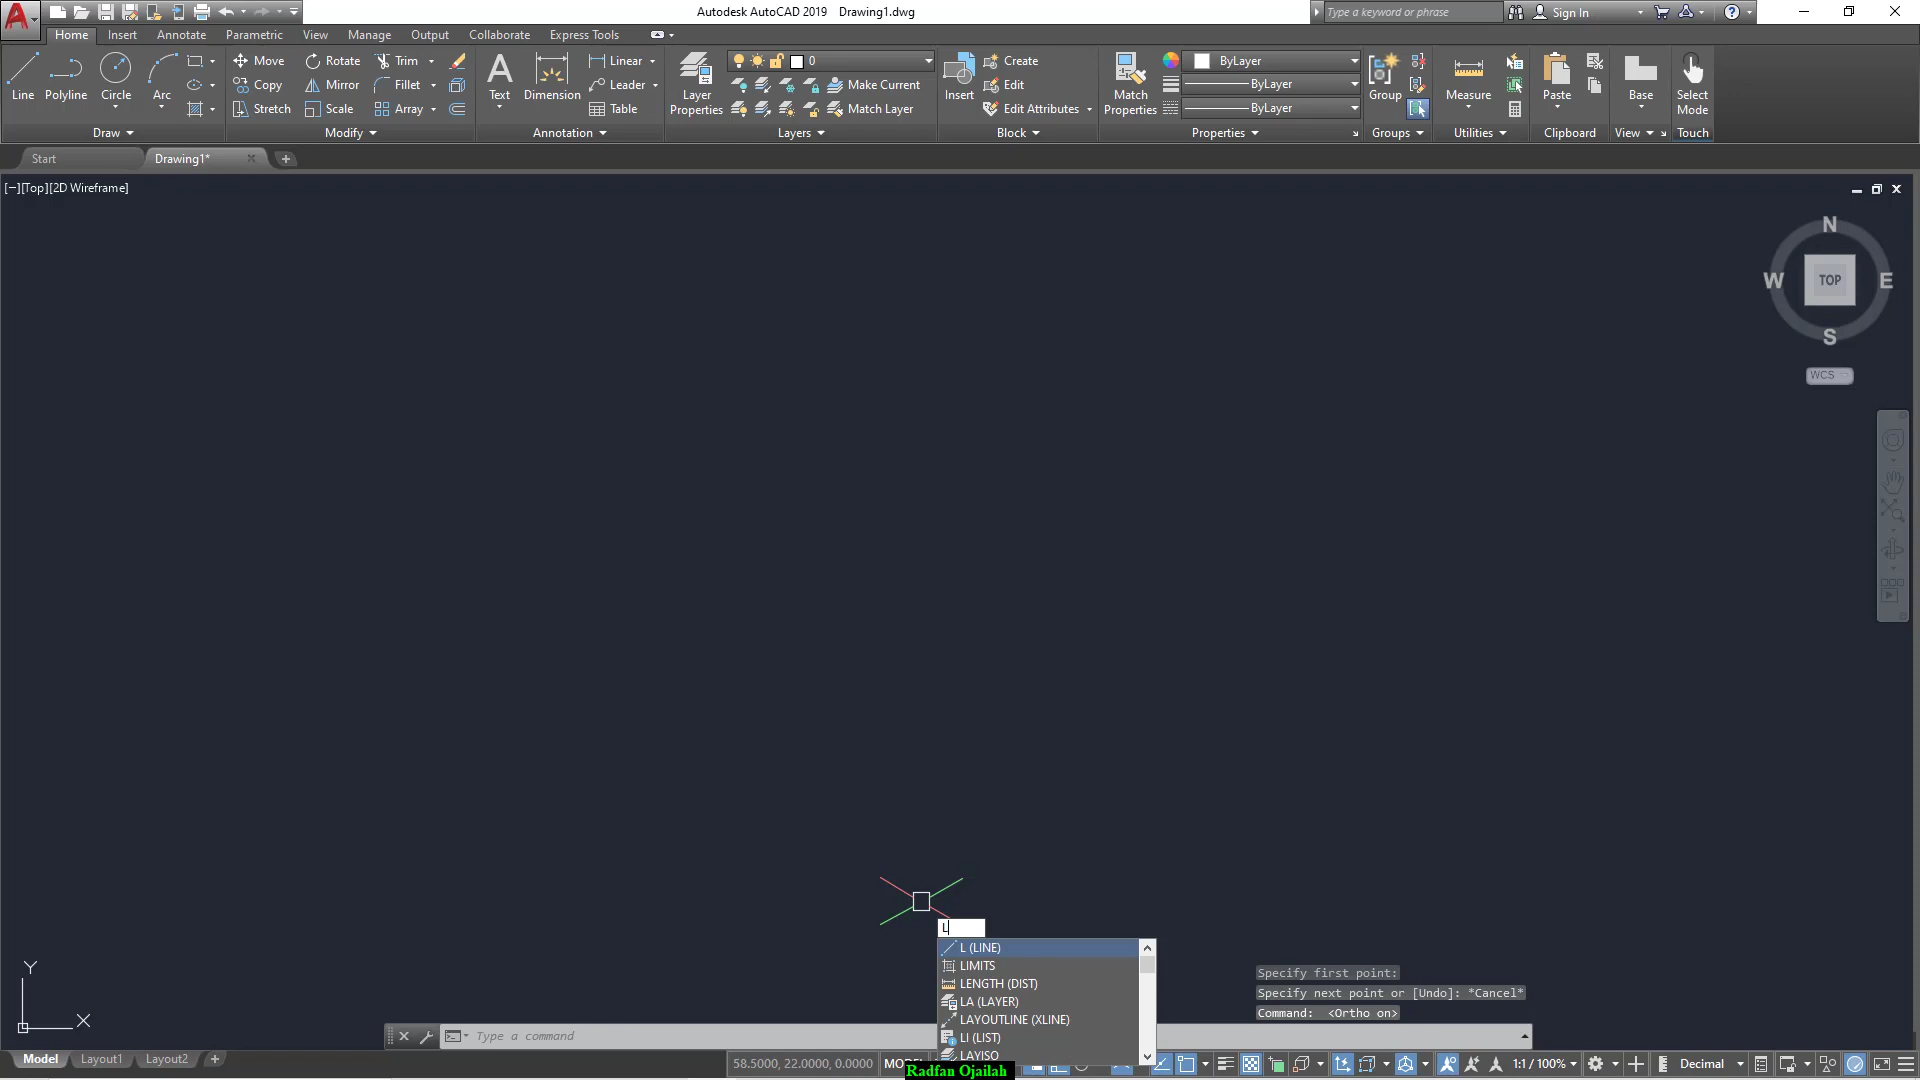 Autodesk AutoCAD 2019 Drawing1.dwg
Type a keyword or phrase
Sign In
Home Insert Annotate Parametric View Manage Output Collaborate Express Tools
Line
Polyline
Circle
Arc
Draw
Move
Rotate
Trim
Copy
Mirror
Fillet
Stretch
Scale
Array
Modify
Text
Dimension
Linear
Leader
Table
Annotation
Layer
Properties
0
Make Current
Match Layer
Layers
Insert
Create
Edit
Edit Attributes
Block
Match
Properties
ByLayer
ByLayer
ByLayer
Properties
Group
Groups
Measure
Utilities
Paste
Clipboard
Base
View
Select
Mode
Touch
Start
Drawing1*
[−][Top][2D Wireframe]
N
W TOP E
S
WCS
L
L (LINE)
LIMITS
LENGTH (DIST)
LA (LAYER)
LAYOUTLINE (XLINE)
LI (LIST)
LAYISO
Specify first point:
Specify next point or [Undo]: *Cancel*
Command: <Ortho on>
Y
X
Type a command
Model Layout1 Layout2
58.5000, 22.0000, 0.0000
1:1 / 100%
Decimal
Radfan Ojailah